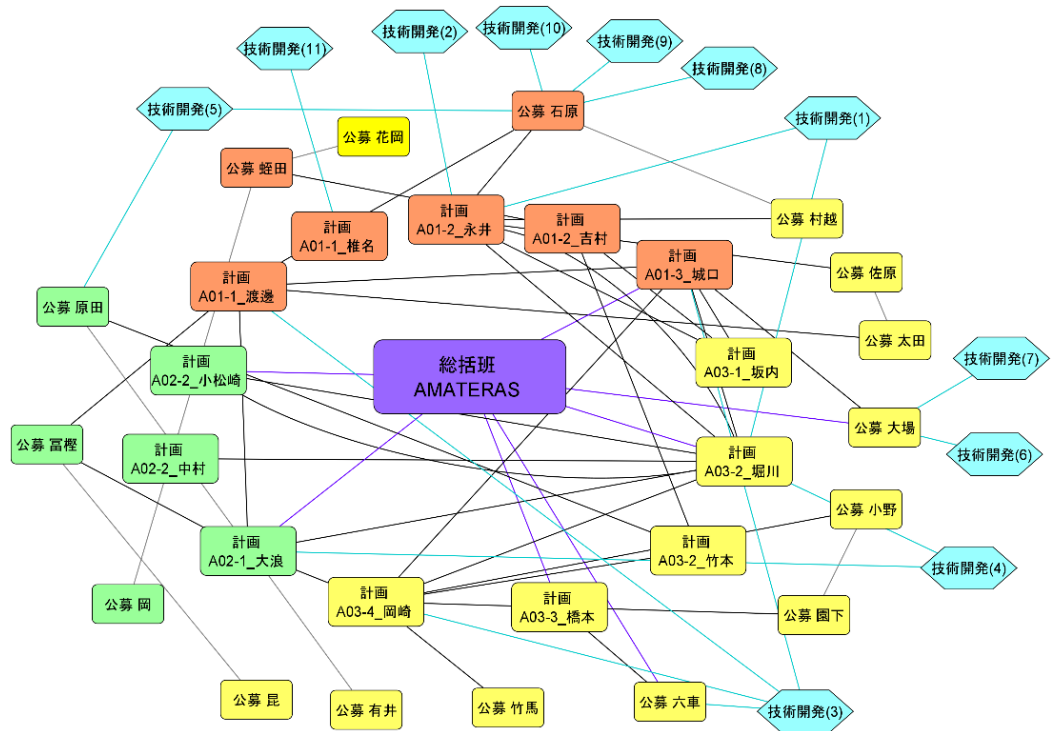 技術開発(10)
技術開発(2)
技術開発(9)
技術開発(11)
技術開発(8)
技術開発(5)
公募 石原
技術開発(1)
公募 花岡
公募 蛭田
計画
A01-2_永井
計画
A01-2_吉村
公募 村越
計画
A01-1_椎名
計画
A01-3_城口
公募 佐原
計画
A01-1_渡邊
公募 原田
公募 太田
計画
A02-2_小松崎
総括班
AMATERAS
計画
A03-1_坂内
技術開発(7)
公募 大場
公募 冨樫
計画
A02-2_中村
計画
A03-2_堀川
技術開発(6)
公募 小野
計画
A02-1_大浪
計画
A03-2_竹本
技術開発(4)
公募 岡
計画
A03-4_岡崎
計画
A03-3_橋本
公募 園下
公募 昆
公募 有井
公募 竹馬
公募 六車
技術開発(3)